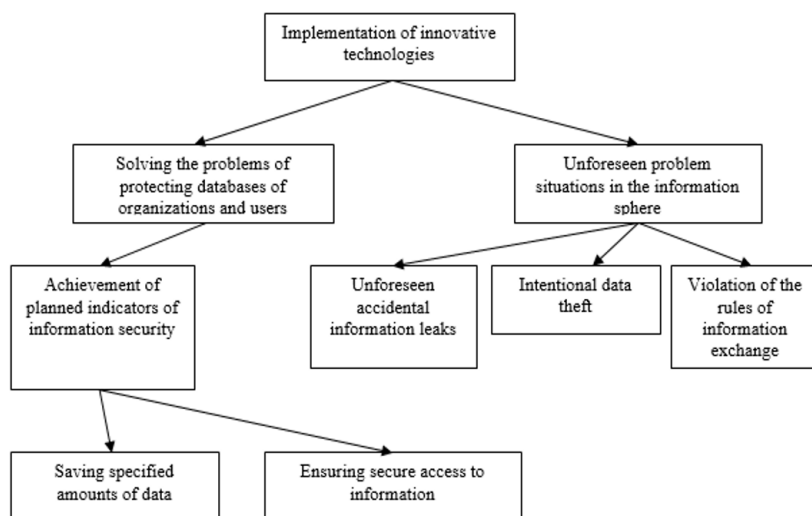 Implementation of innovative
technologies
Solving the problems of
protecting databases of
organizations and users
Unforeseen problem
situations in the information
sphere
Achievement of
planned indicators of
information security
Unforeseen
accidental
information leaks
Intentional data
theft
Violation of the
rules of
information
exchange
Saving specified
amounts of data
Ensuring secure access to
information